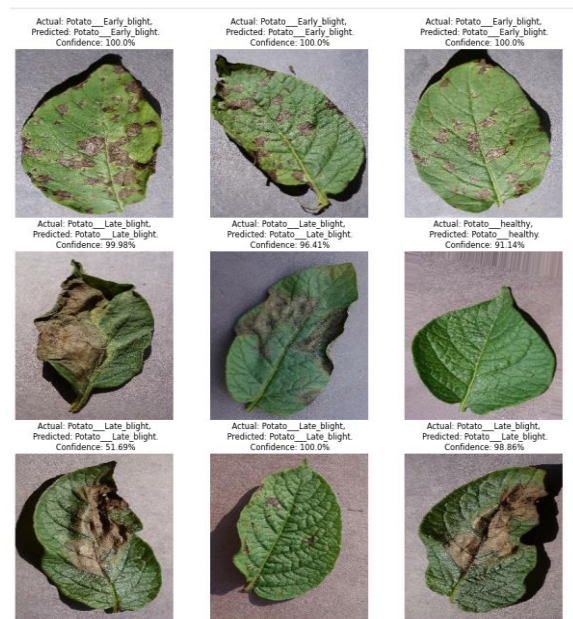 Actual: Potato___Early_blight,
Predicted: Potato___Early_blight.
Confidence: 100.0%
Actual: Potato___Early_blight,
Predicted: Potato___Early_blight.
Confidence: 100.0%
Actual: Potato___Early_blight,
Predicted: Potato___Early_blight.
Confidence: 100.0%
Actual: Potato___Late_blight,
Predicted: Potato___Late_blight.
Confidence: 99.98%
Actual: Potato___Late_blight,
Predicted: Potato___Late_blight.
Confidence: 96.41%
Actual: Potato___healthy,
Predicted: Potato___healthy.
Confidence: 91.14%
Actual: Potato___Late_blight,
Predicted: Potato___Late_blight.
Confidence: 51.69%
Actual: Potato___Late_blight,
Predicted: Potato___Late_blight.
Confidence: 100.0%
Actual: Potato___Late_blight,
Predicted: Potato___Late_blight.
Confidence: 98.86%